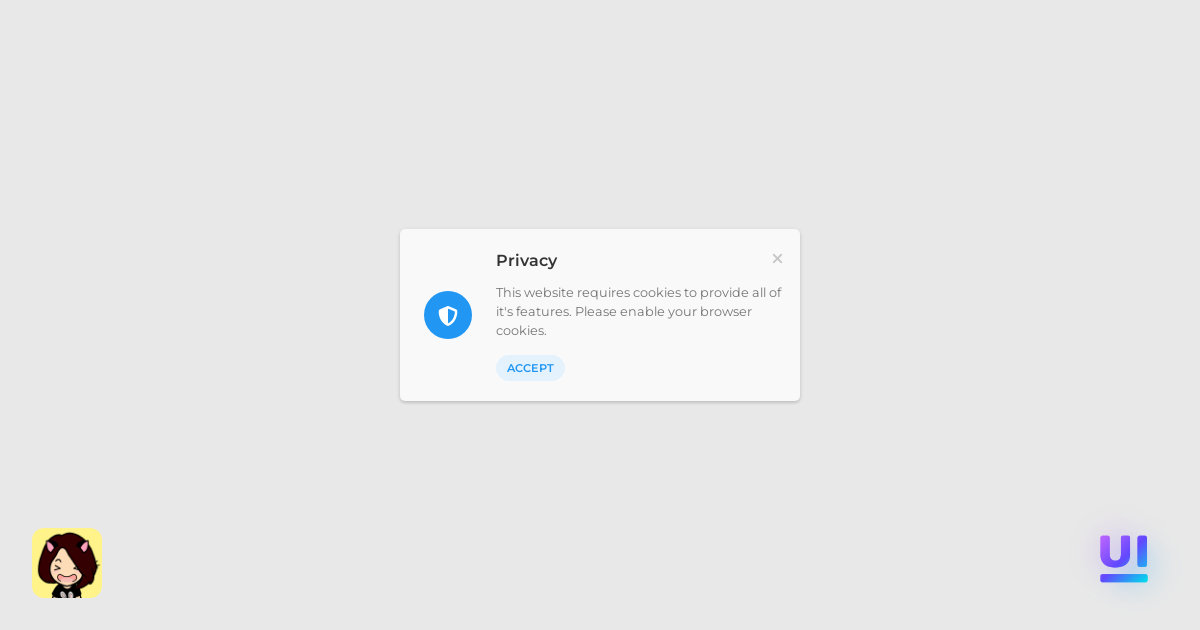 Privacy
This website requires cookies to provide all of
it's features. Please enable your browser
cookies.
ACCEPT
UI